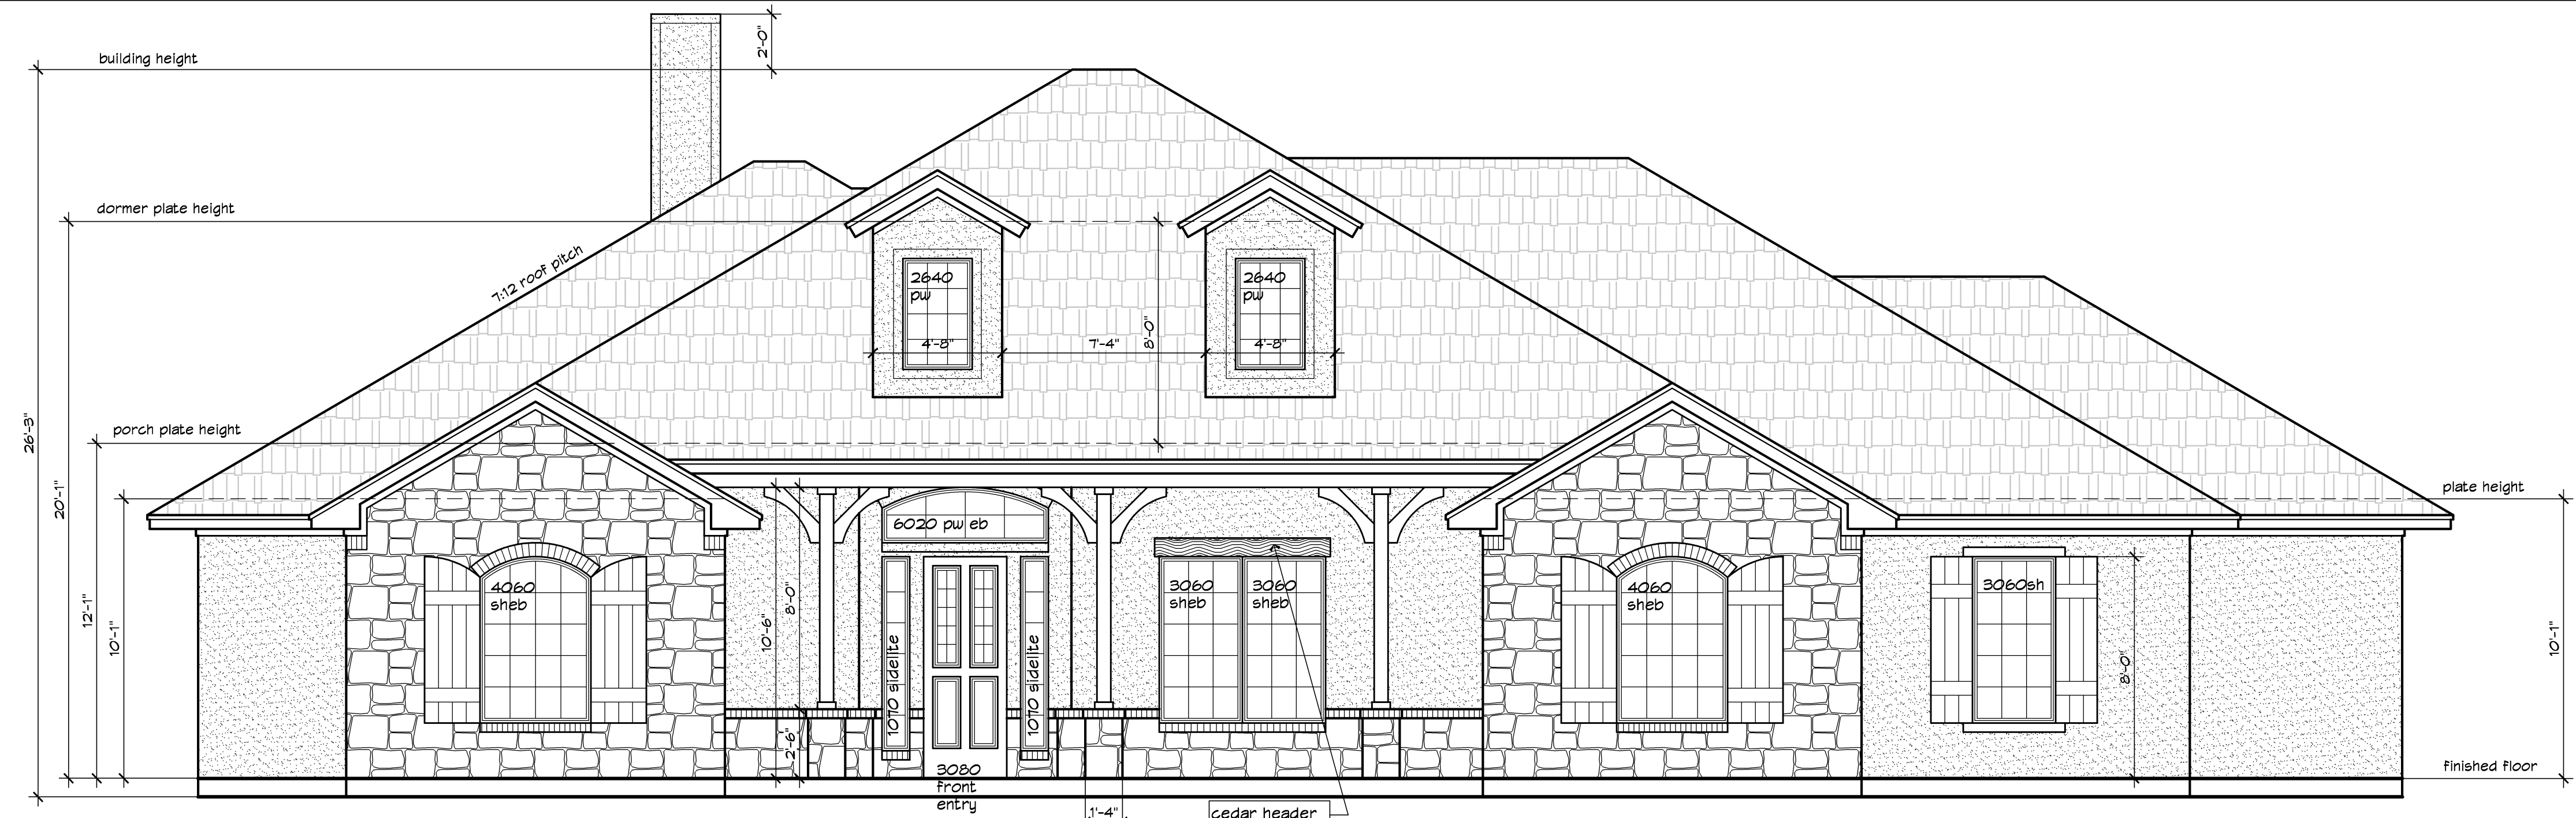 2'-0"
building height
dormer plate height
7:12 roof pitch
2640
pw
2640
pw
4'-8"
7'-4"
8'-0"
4'-8"
26'-3"
20'-1"
porch plate height
plate height
6020 pw eb
4060
sheb
3060
sheb
3060
sheb
4060
sheb
3060sh
12'-1"
10'-1"
10'-6"
8'-0"
1070 sidelite
1070 sidelite
8'-0"
10'-1"
2'-6"
3080
front
entry
finished floor
1'-4"
cedar header